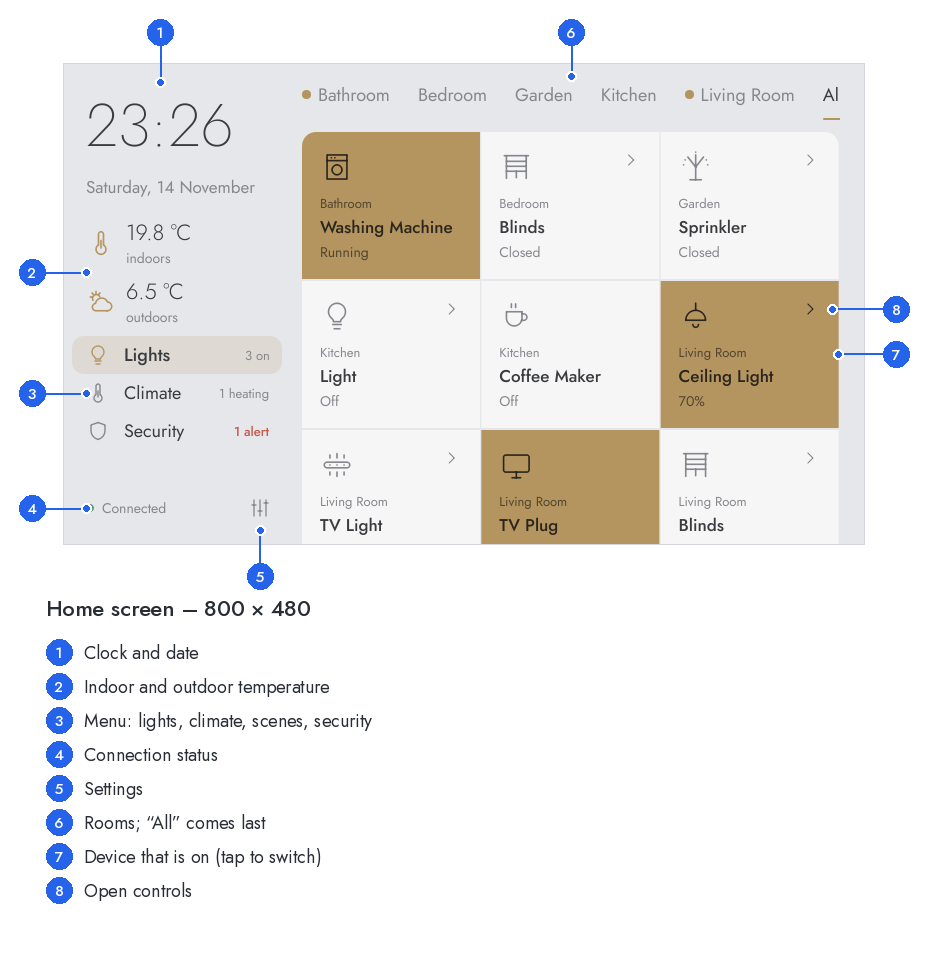 1
6
23:26
Saturday, 14 November
19.8 °C
indoors
2
6.5 °C
outdoors
Lights 3 on
3
Climate 1 heating
Security 1 alert
4
Connected
5
Bathroom Bedroom Garden Kitchen Living Room Al
Bathroom
Washing Machine
Running
Bedroom
Blinds
Closed
Garden
Sprinkler
Closed
Kitchen
Light
Off
Kitchen
Coffee Maker
Off
Living Room
Ceiling Light
70%
8
7
Living Room
TV Light
Living Room
TV Plug
Living Room
Blinds
Home screen – 800 × 480
1 Clock and date
2 Indoor and outdoor temperature
3 Menu: lights, climate, scenes, security
4 Connection status
5 Settings
6 Rooms; “All” comes last
7 Device that is on (tap to switch)
8 Open controls